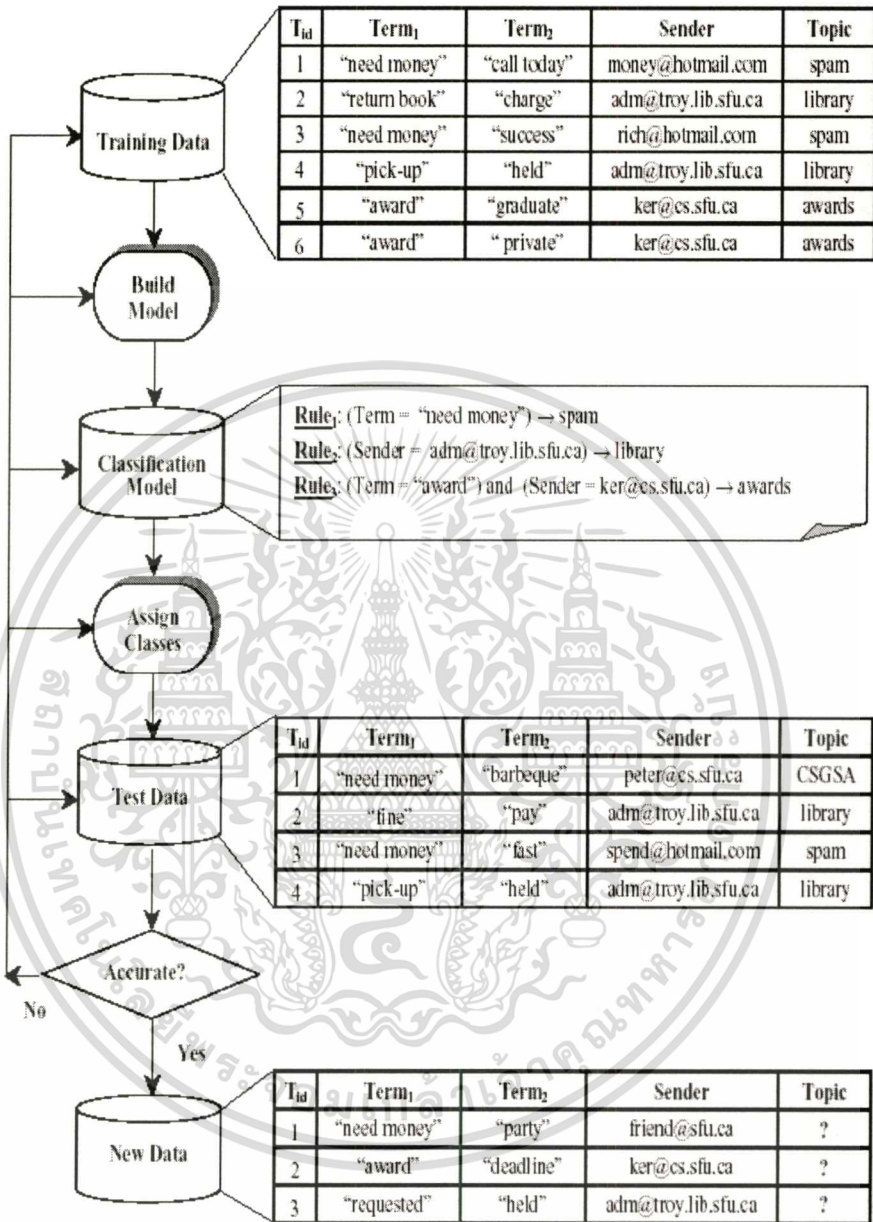 Tid Term1 Term2 Sender Topic
1 "need money" "call today" money@hotmail.com spam
2 "return book" "charge" adm@troy.lib.sfu.ca library
3 "need money" "success" rich@hotmail.com spam
4 "pick-up" "held" adm@troy.lib.sfu.ca library
5 "award" "graduate" ker@cs.sfu.ca awards
6 "award" "private" ker@cs.sfu.ca awards
Training Data
Build
Model
Rule1: (Term = "need money") → spam
Rule2: (Sender = adm@troy.lib.sfu.ca) → library
Rule3: (Term = "award") and (Sender = ker@cs.sfu.ca) → awards
Classification
Model
Assign
Classes
Tid Term1 Term2 Sender Topic
1 "need money" "barbeque" peter@cs.sfu.ca CSGSA
2 "fine" "pay" adm@troy.lib.sfu.ca library
3 "need money" "fast" spend@hotmail.com spam
4 "pick-up" "held" adm@troy.lib.sfu.ca library
Test Data
Accurate?
No
Yes
Tid Term1 Term2 Sender Topic
1 "need money" "party" friend@sfu.ca ?
2 "award" "deadline" ker@cs.sfu.ca ?
3 "requested" "held" adm@troy.lib.sfu.ca ?
New Data